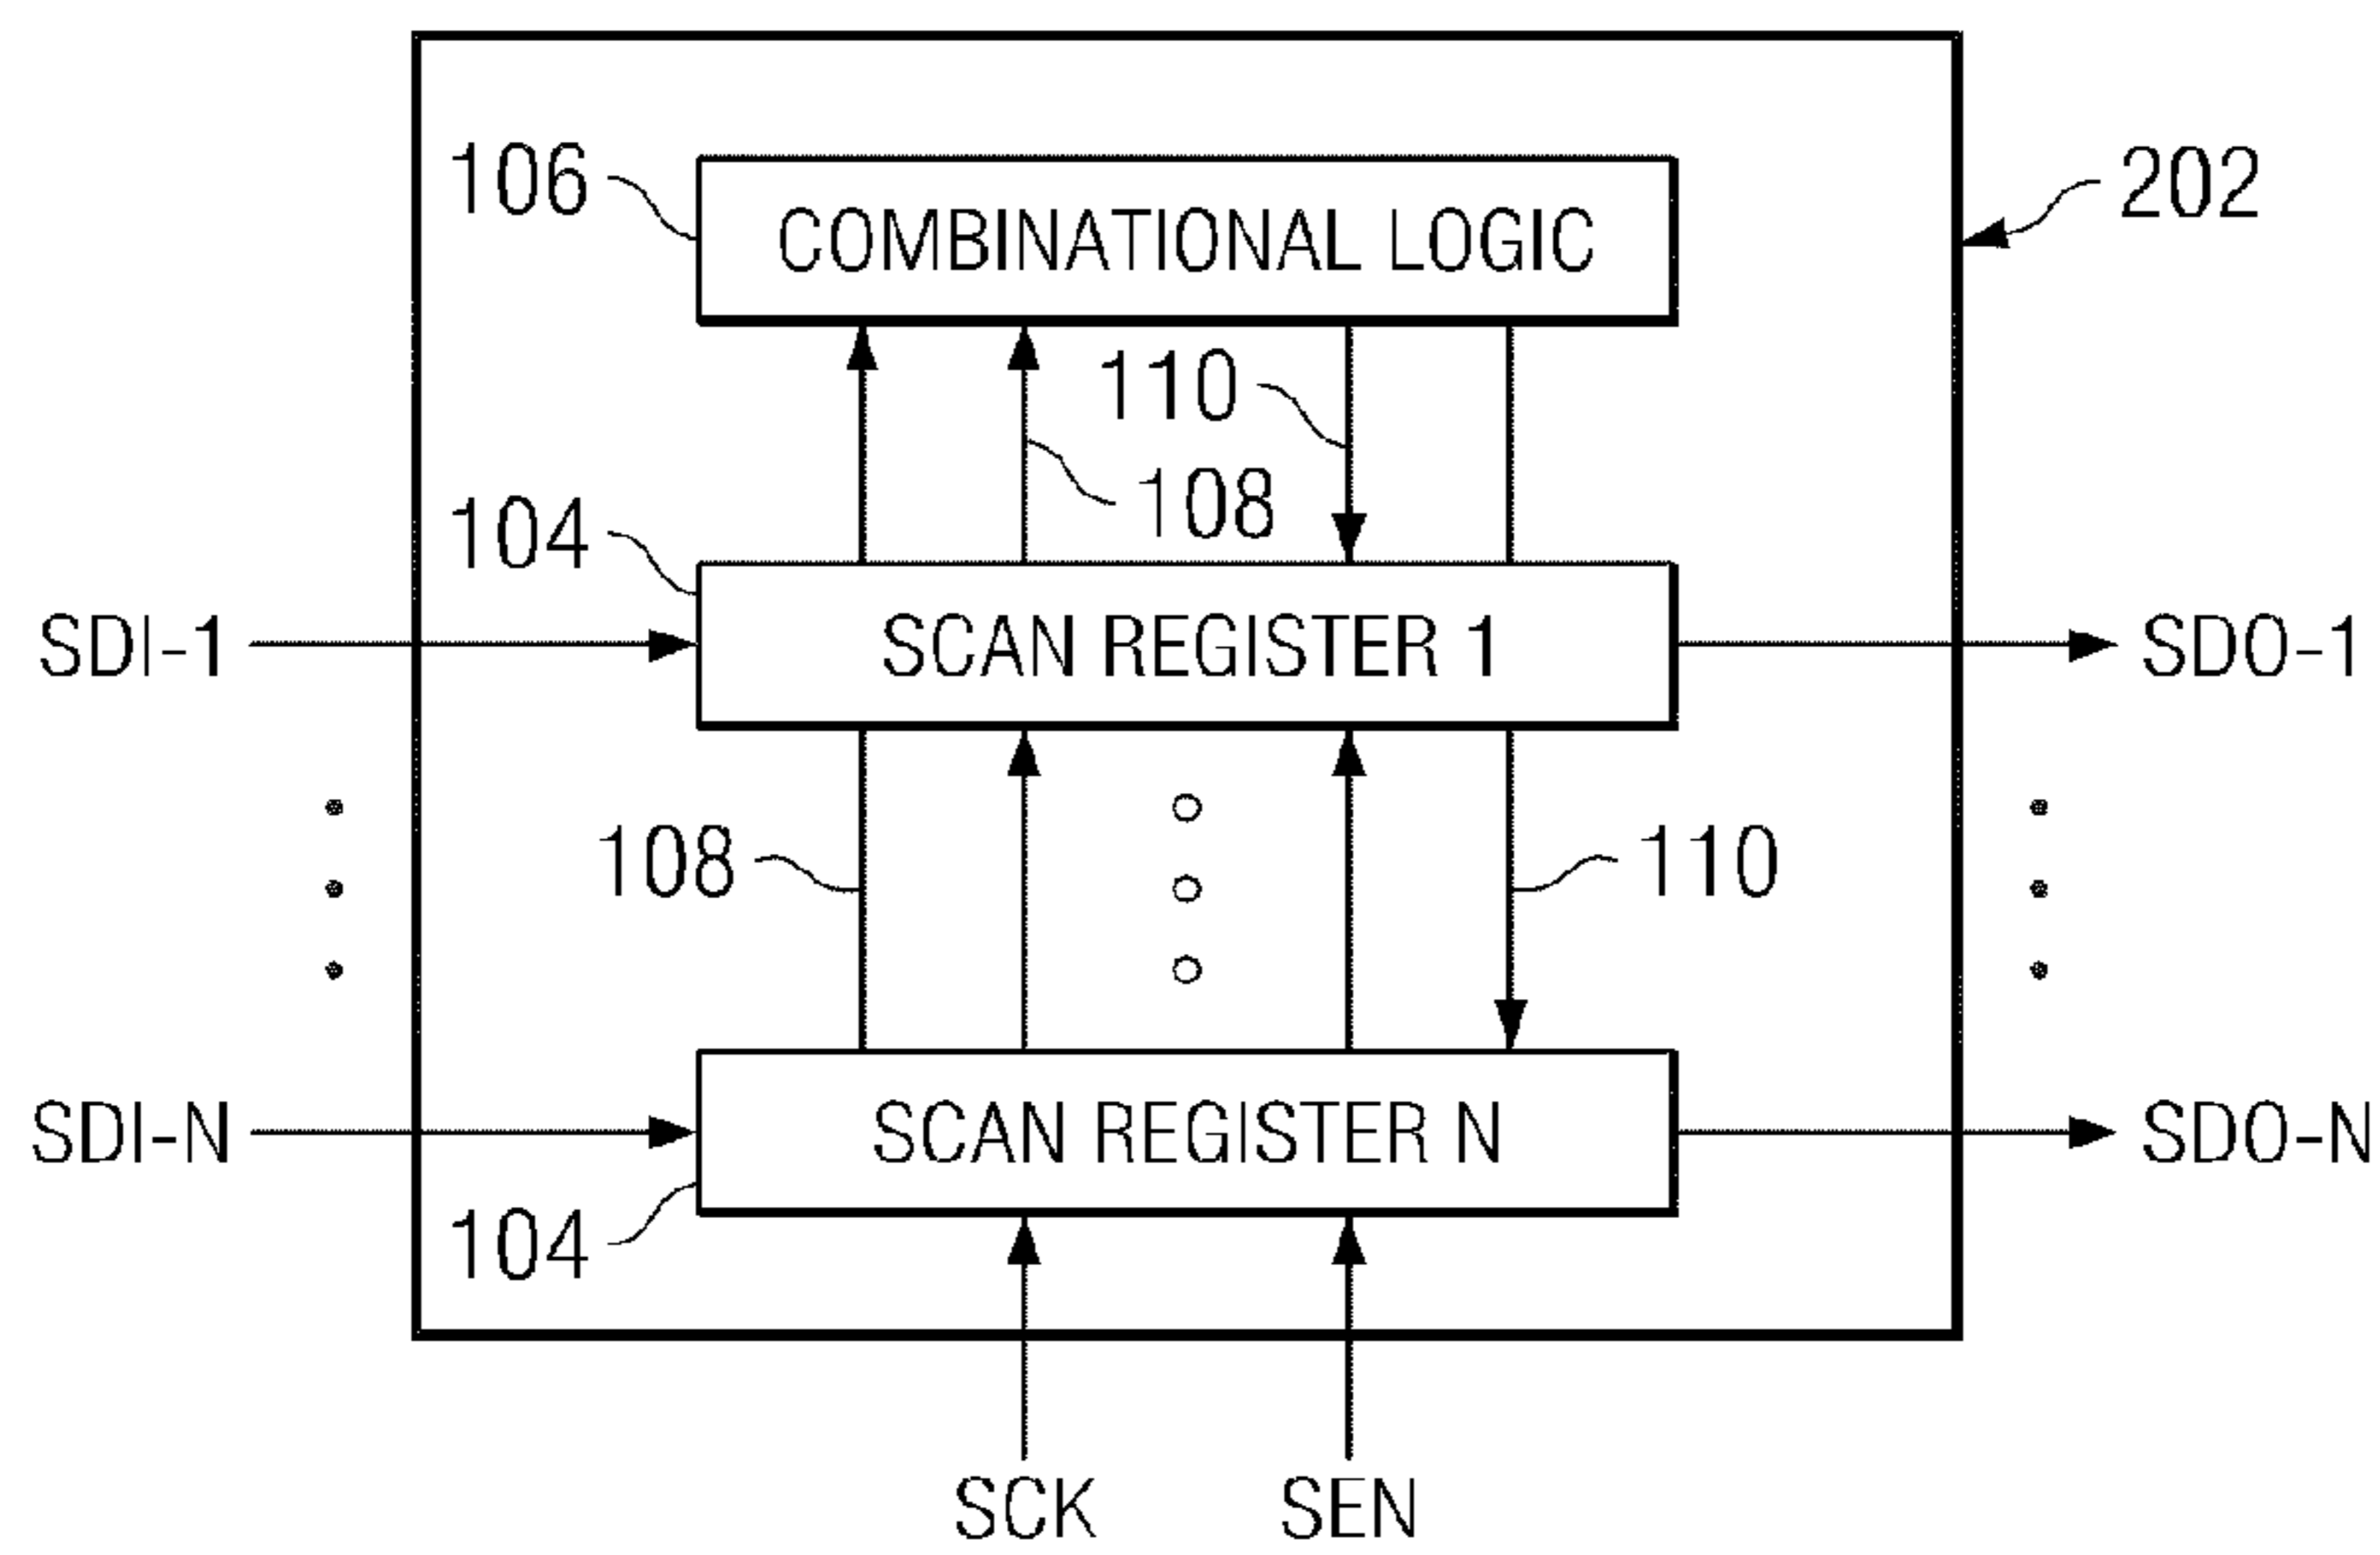 106
COMBINATIONAL LOGIC
202
110
108
104
SDI-1
SCAN REGISTER 1
SDO-1
108
110
SDI-N
SCAN REGISTER N
SDO-N
104
SCK
SEN